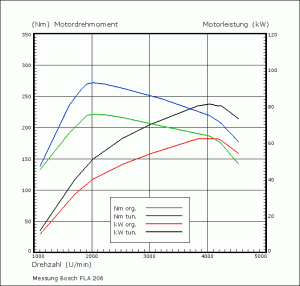 (Nm) Motordrehmoment Motorleistung (kW)
350 120
300 100
250 80
200
150 60
100 40
50 20
0 0
1000 2000 3000 4000 5000
Nm org.
Nm tun.
kW org.
kW tun.
Drehzahl (U/min)
Messung Bosch FLA 206